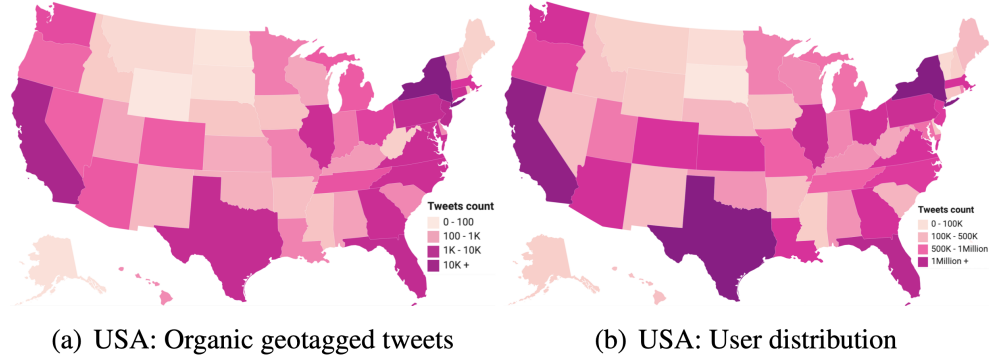 Tweets count
0 - 100
100 - 1K
1K - 10K
10K +
Tweets count
0 - 100K
100K - 500K
500K - 1Million
1Million +
(a) USA: Organic geotagged tweets
(b) USA: User distribution